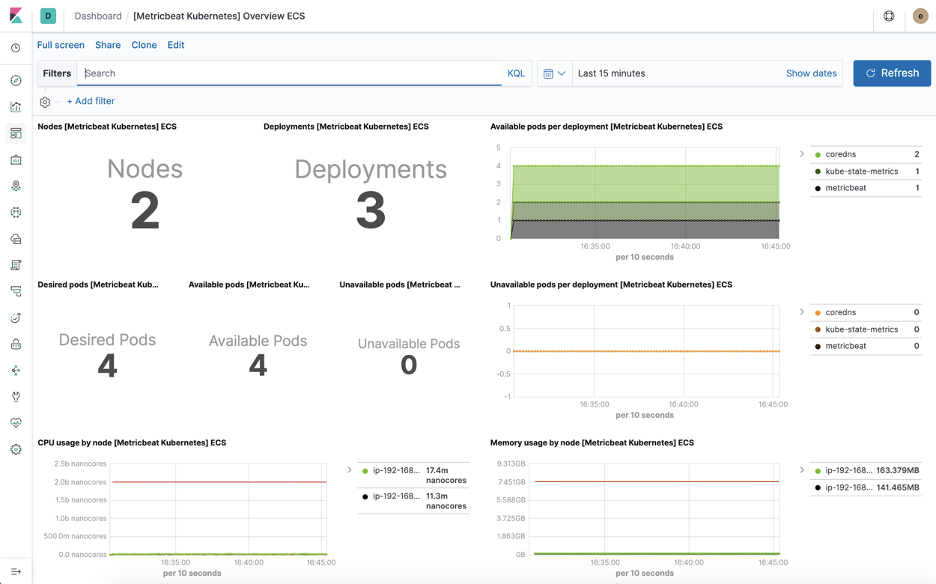 D Dashboard / [Metricbeat Kubernetes] Overview ECS e
Full screen Share Clone Edit
Filters Search KQL Last 15 minutes Show dates Refresh
+ Add filter
Nodes [Metricbeat Kubernetes] ECS
Nodes
2
Deployments [Metricbeat Kubernetes] ECS
Deployments
3
Available pods per deployment [Metricbeat Kubernetes] ECS
5
4
3
2
1
0
16:35:00 16:40:00 16:45:00
per 10 seconds
coredns 2
kube-state-metrics 1
metricbeat 1
Desired pods [Metricbeat Kub...
Desired Pods
4
Available pods [Metricbeat Ku...
Available Pods
4
Unavailable pods [Metricbeat ...
Unavailable Pods
0
Unavailable pods per deployment [Metricbeat Kubernetes] ECS
1
0.5
0
-0.5
-1
16:35:00 16:40:00 16:45:00
per 10 seconds
coredns 0
kube-state-metrics 0
metricbeat 0
CPU usage by node [Metricbeat Kubernetes] ECS
2.5b nanocores
2.0b nanocores
1.5b nanocores
1.0b nanocores
500.0m nanocores
0.0 nanocores
16:35:00 16:40:00 16:45:00
per 10 seconds
ip-192-168... 17.4m
nanocores
ip-192-168... 11.3m
nanocores
Memory usage by node [Metricbeat Kubernetes] ECS
9.313GB
7.451GB
5.588GB
3.725GB
1.863GB
0B
16:35:00 16:40:00 16:45:00
per 10 seconds
ip-192-168... 163.379MB
ip-192-168... 141.465MB